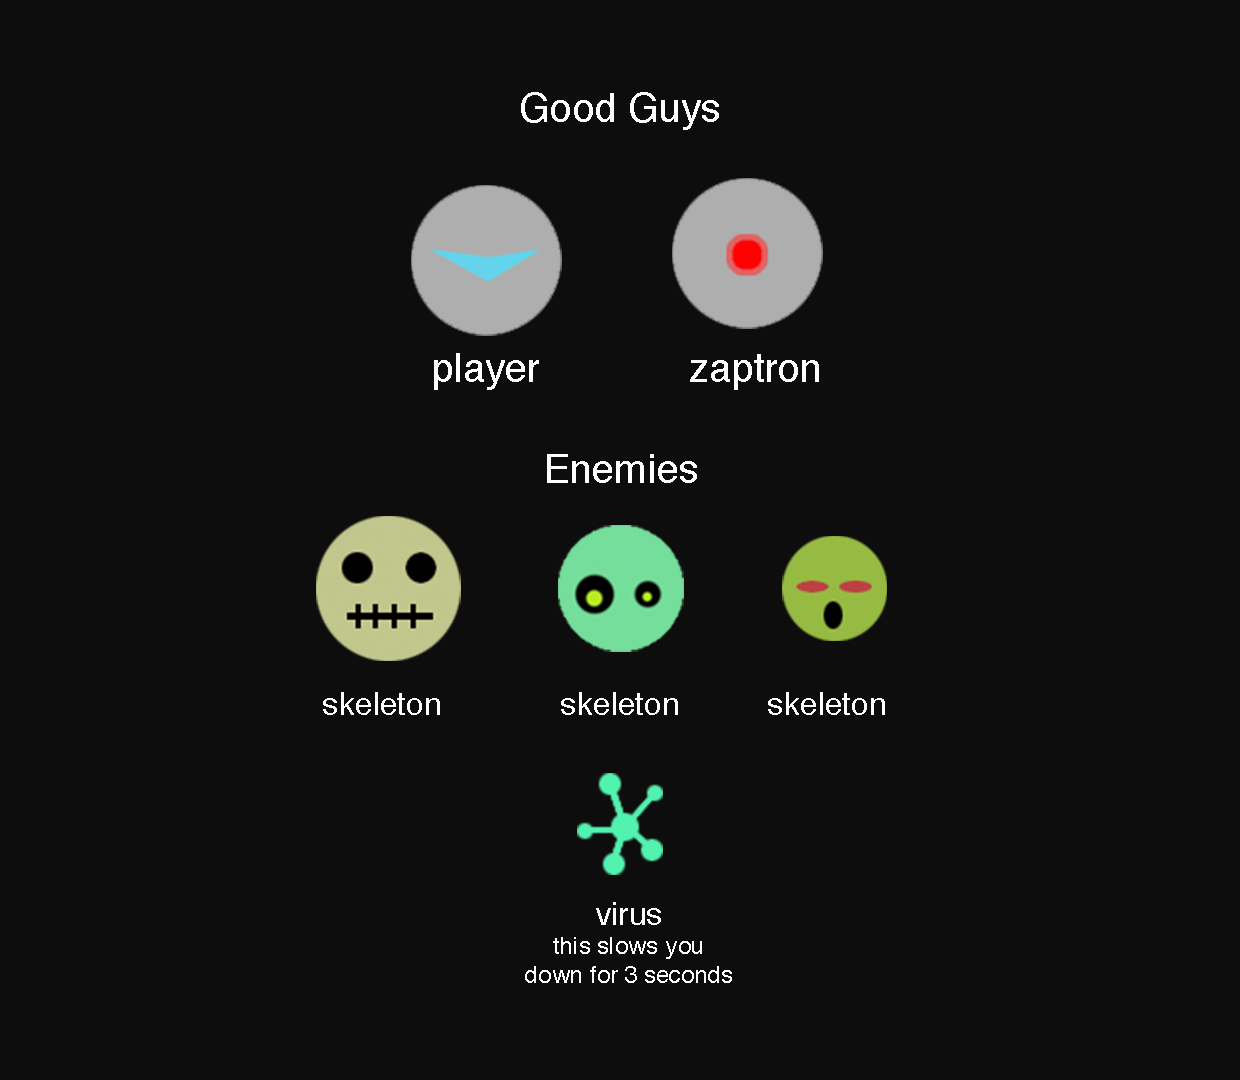 Good Guys
player
zaptron
Enemies
skeleton
skeleton
skeleton
virus
this slows you
down for 3 seconds